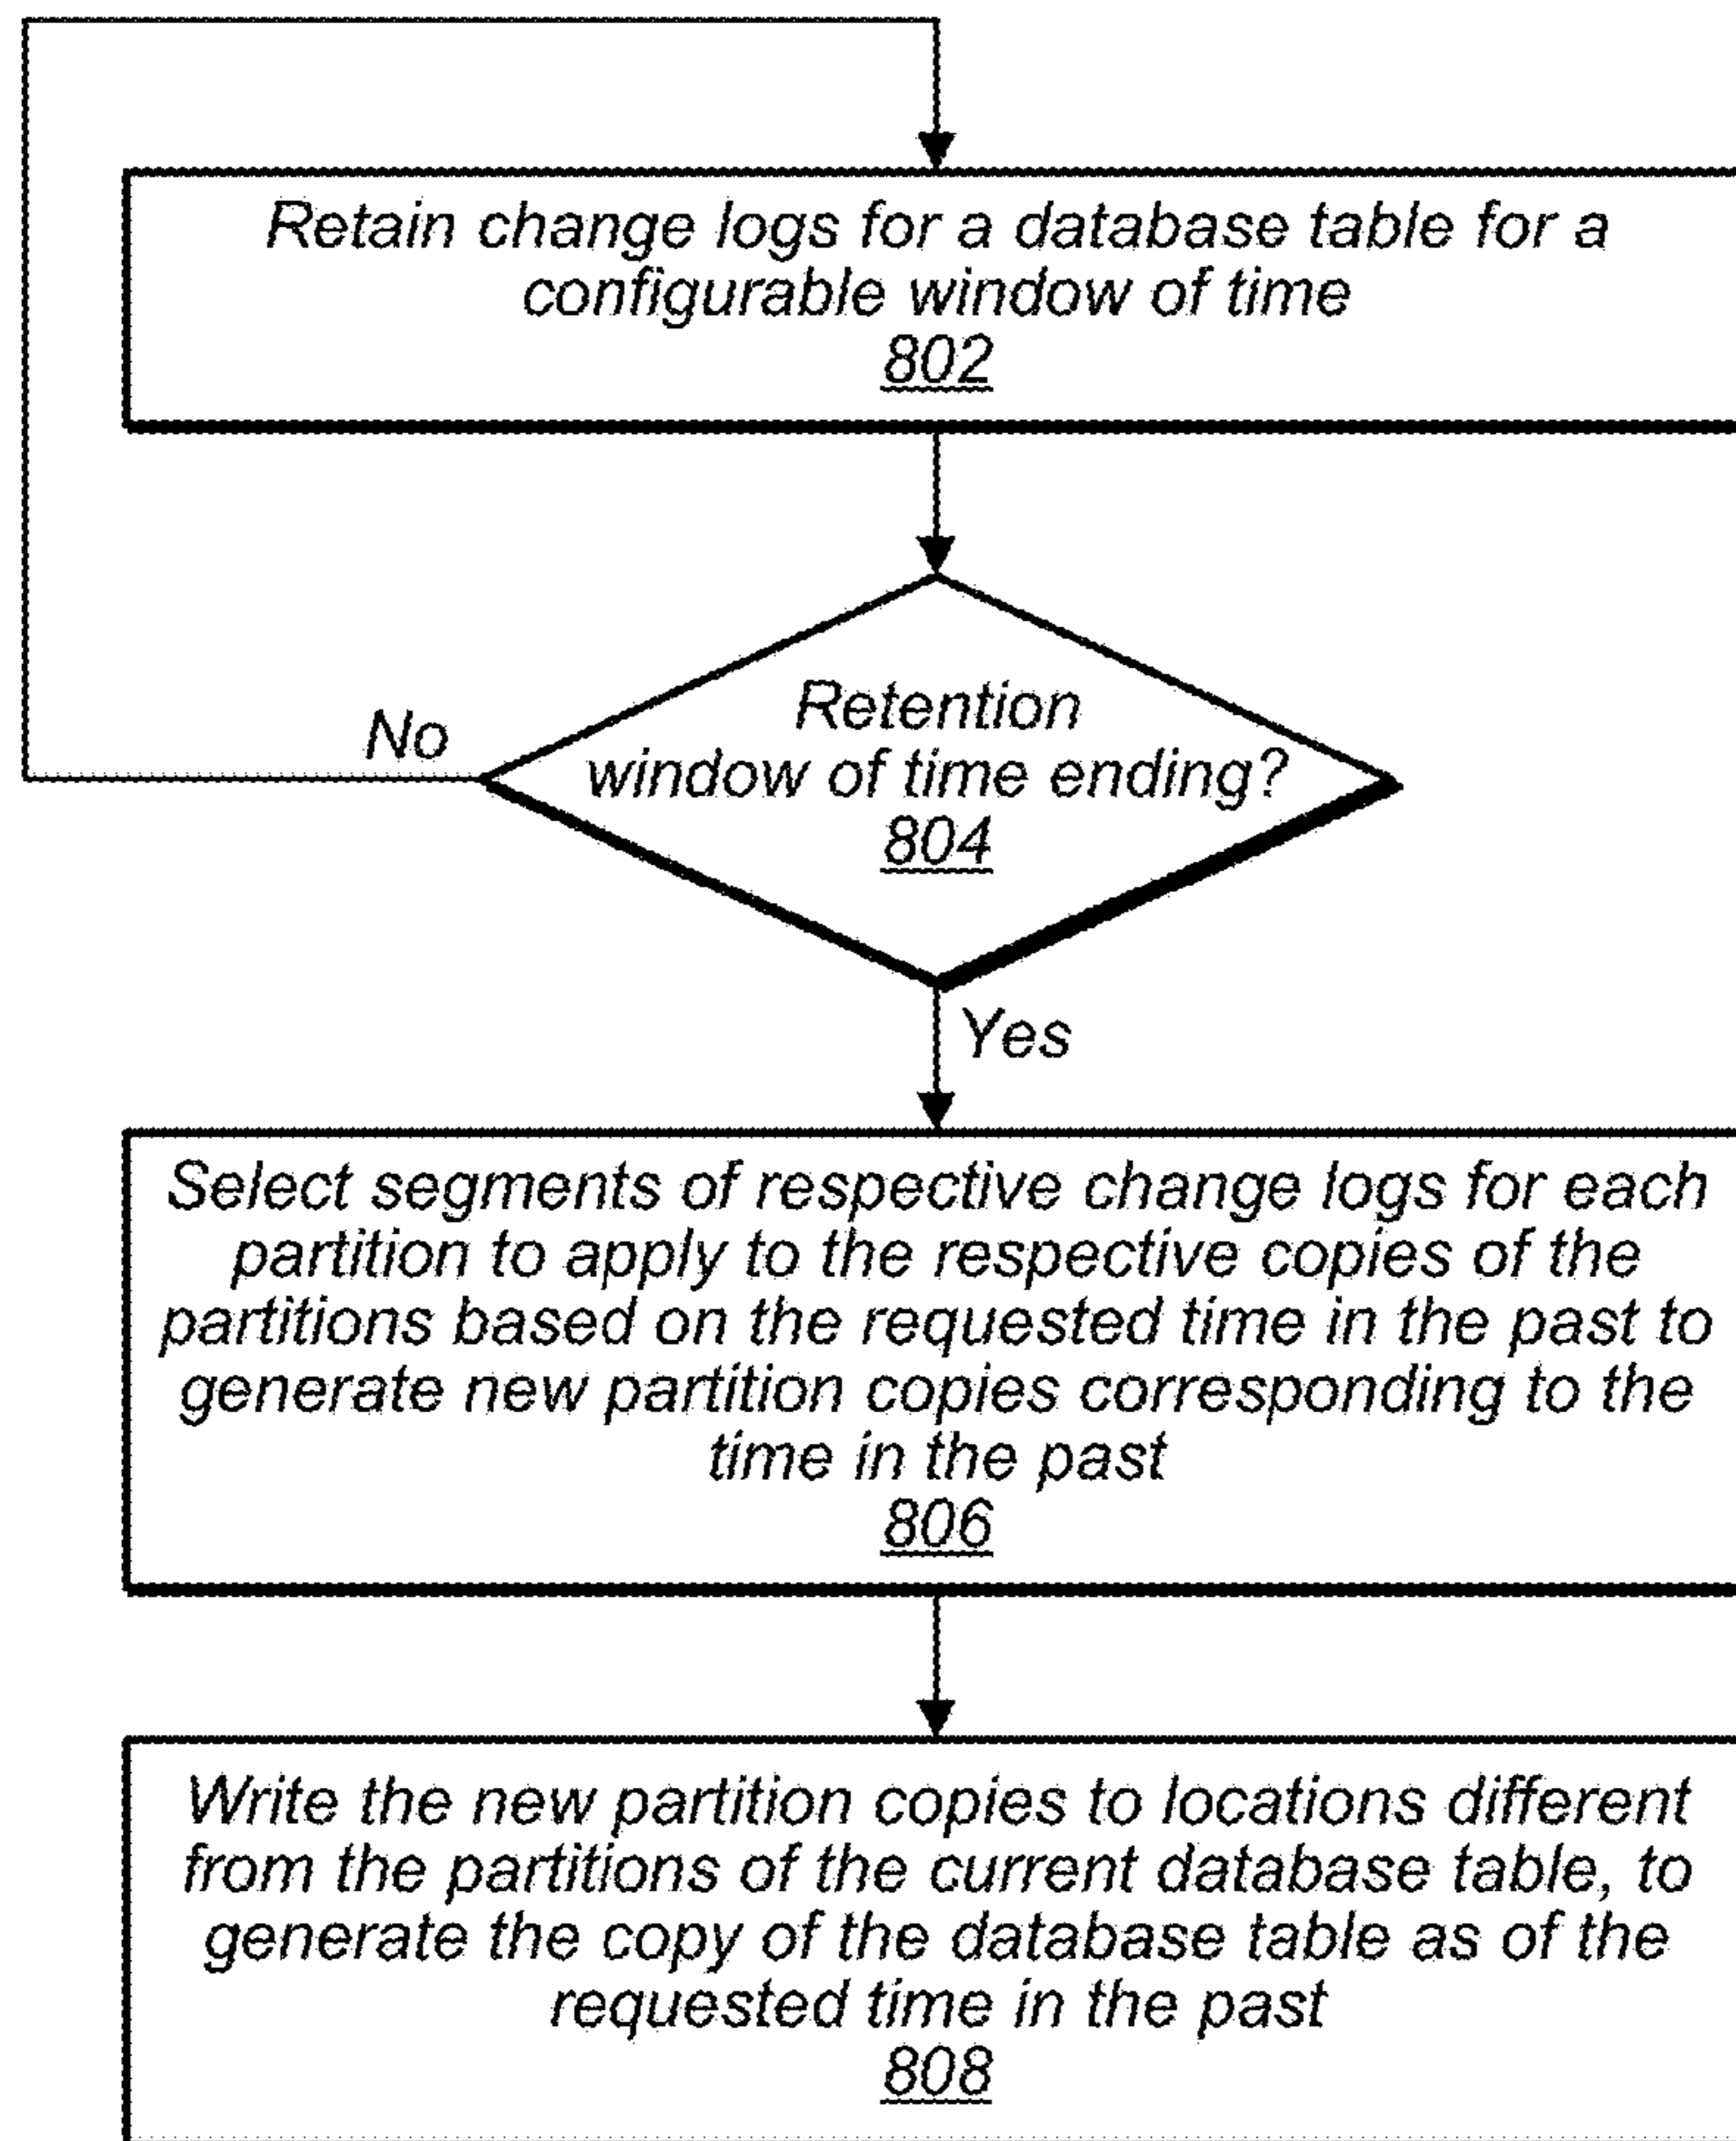 Retain change logs for a database table for a
configurable window of time
802
Retention
window of time ending?
804
No
Yes
Select segments of respective change logs for each
partition to apply to the respective copies of the
partitions based on the requested time in the past to
generate new partition copies corresponding to the
time in the past
806
Write the new partition copies to locations different
from the partitions of the current database table, to
generate the copy of the database table as of the
requested time in the past
808